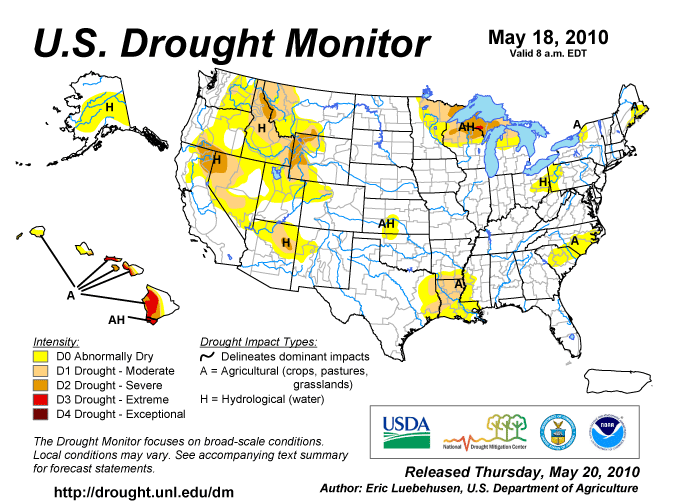 U.S. Drought Monitor
May 18, 2010
Valid 8 a.m. EDT
H
H
H
H
AH
A
A
H
AH
A
A
A
AH
Intensity:
D0 Abnormally Dry
D1 Drought - Moderate
D2 Drought - Severe
D3 Drought - Extreme
D4 Drought - Exceptional
Drought Impact Types:
Delineates dominant impacts
A = Agricultural (crops, pastures,
grasslands)
H = Hydrological (water)
The Drought Monitor focuses on broad-scale conditions.
Local conditions may vary. See accompanying text summary
for forecast statements.
http://drought.unl.edu/dm
USDA
National Drought Mitigation Center
NOAA
Released Thursday, May 20, 2010
Author: Eric Luebehusen, U.S. Department of Agriculture